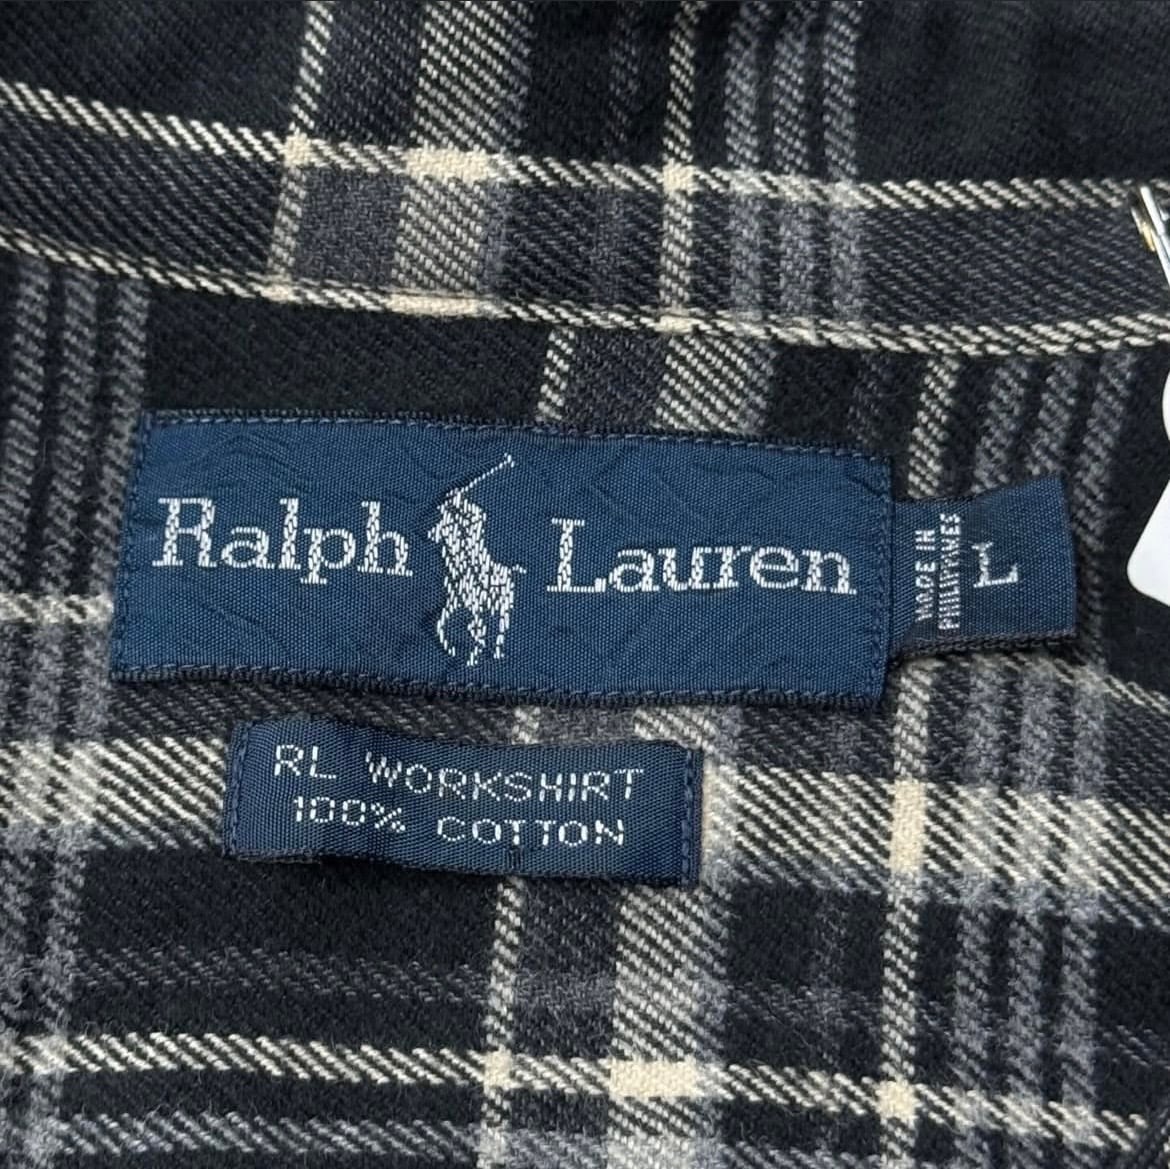 Ralph Lauren
MADE IN
PHILIPPINES
L
RL WORKSHIRT
100% COTTON